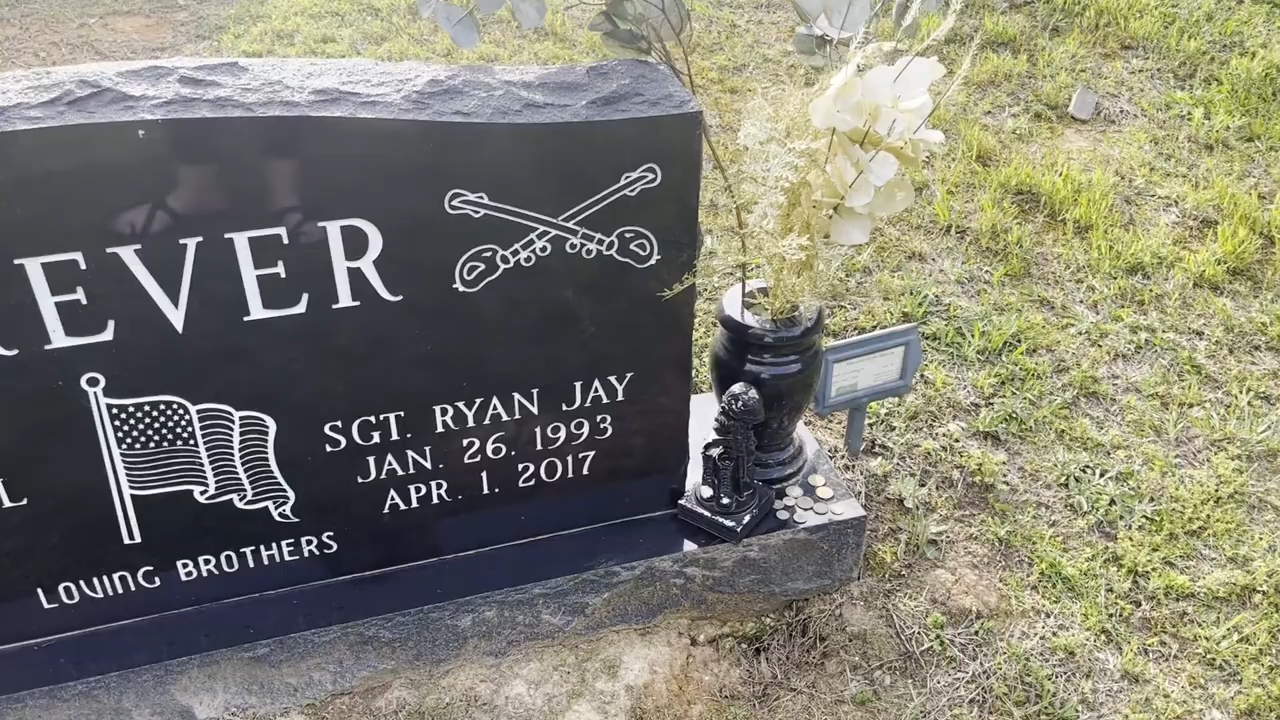 EVER
SGT. RYAN JAY
JAN. 26. 1993
APR. 1. 2017
L
LOVING BROTHERS